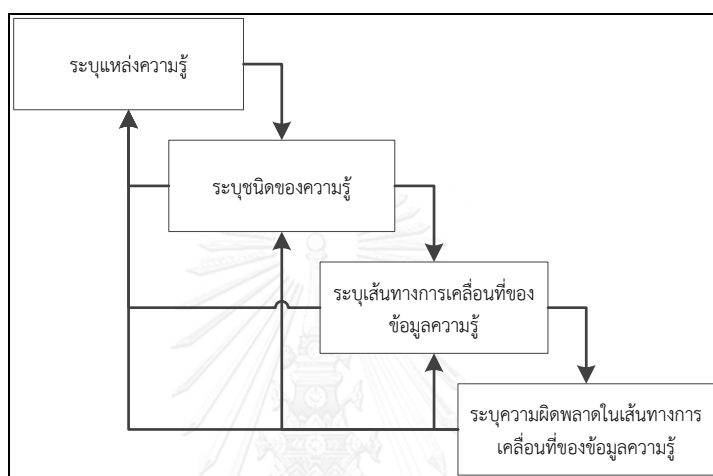 ระบุแหล่งความรู้
ระบุชนิดของความรู้
ระบุเส้นทางการเคลื่อนที่ของ
ข้อมูลความรู้
ระบุความผิดพลาดในเส้นทางการ
เคลื่อนที่ของข้อมูลความรู้